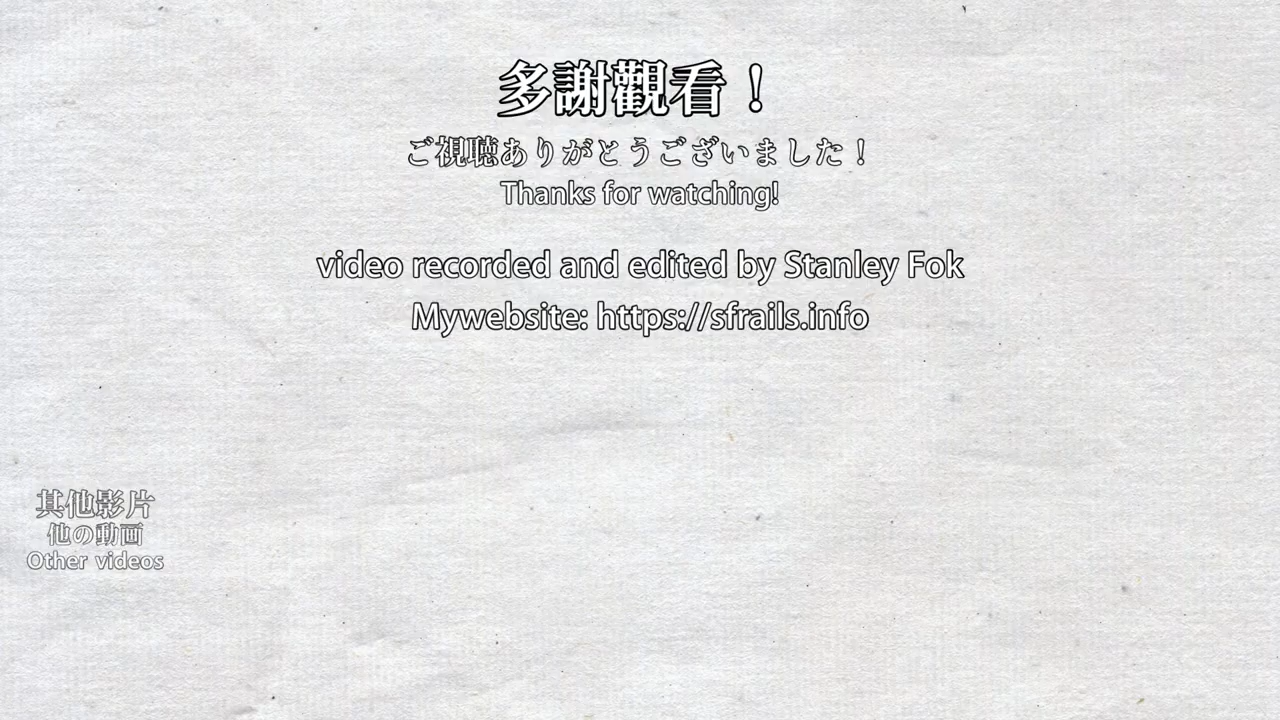 多謝觀看！
ご視聴ありがとうございました！
Thanks for watching!
video recorded and edited by Stanley Fok
Mywebsite: https://sfrails.info
其他影片
他の動画
Other videos